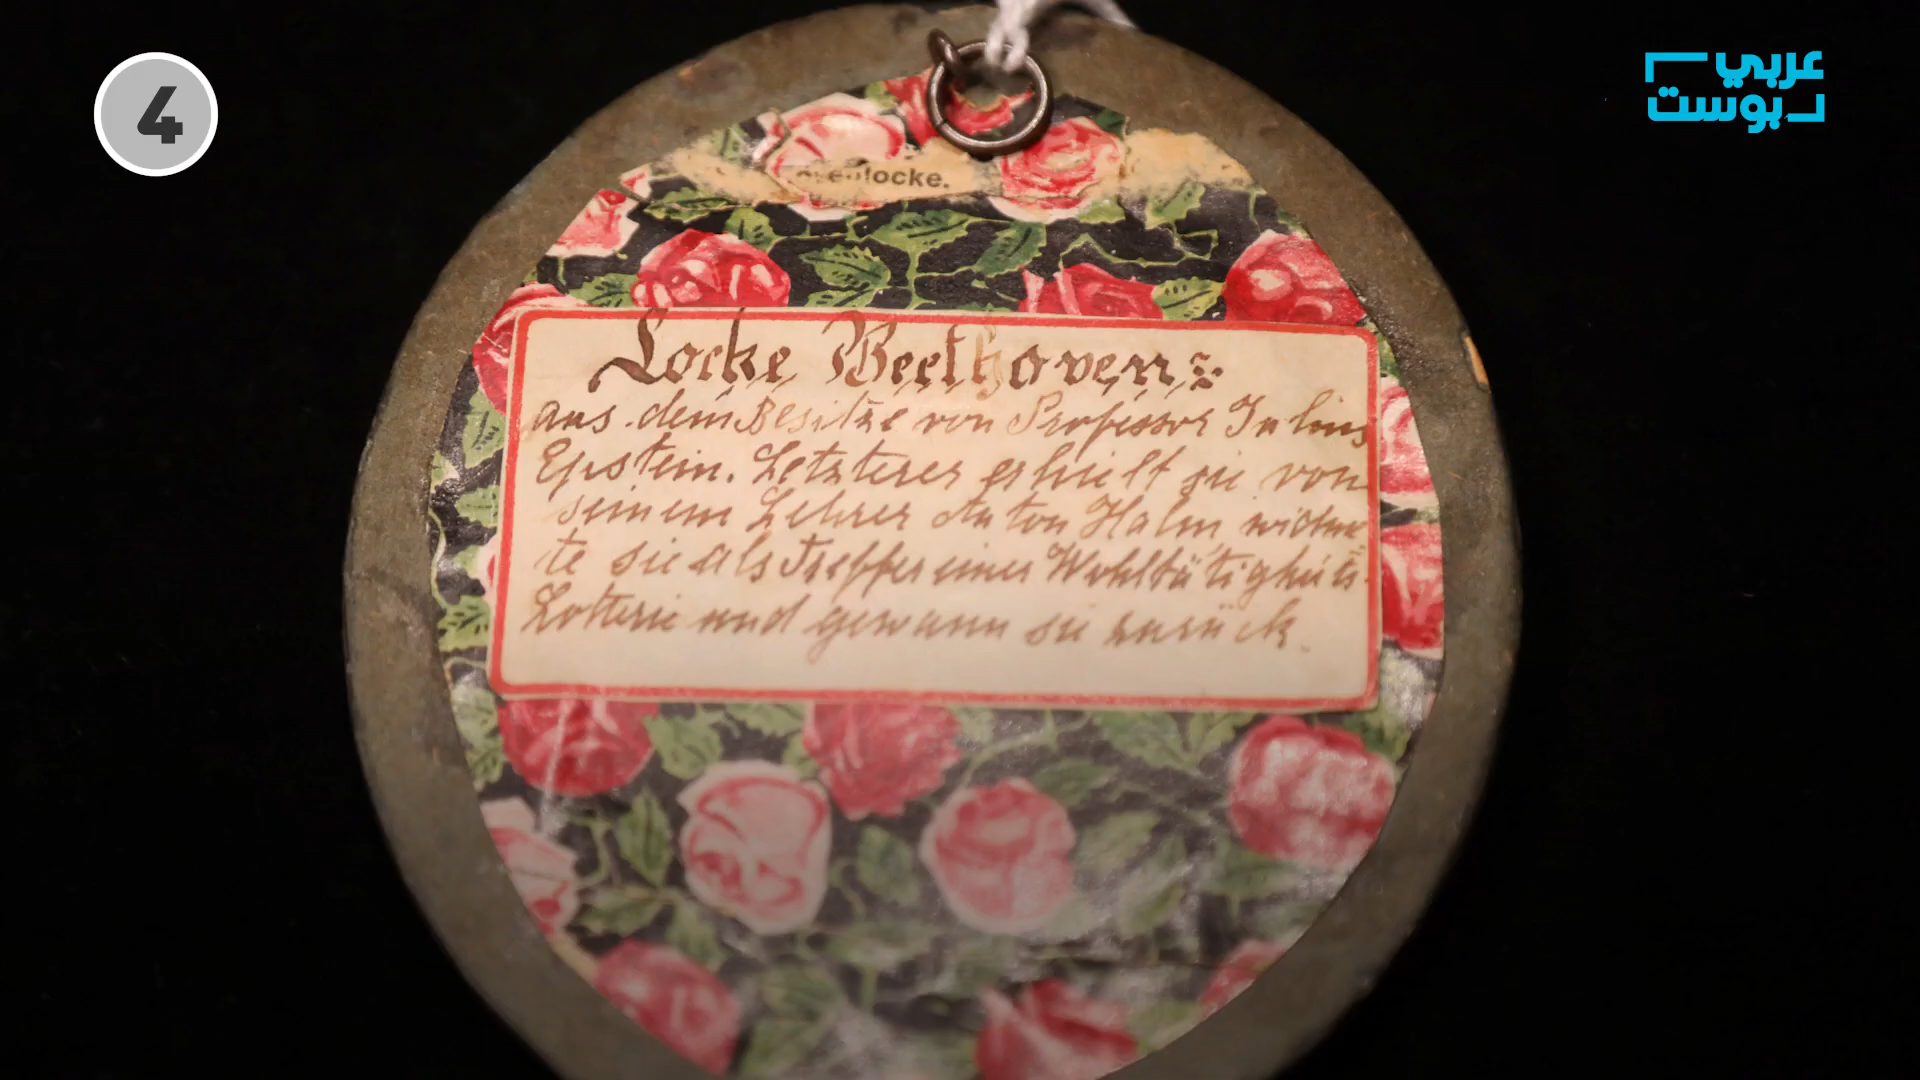 4
عربي
بوست
locke.
Locke Beethovens:
aus dem Besitze von Professor Julius
Epstein. Letzterer erhielt sie von
seinem Lehrer Anton Halm widme-
te sie als Treffer einer Wohltätigkeits-
Lotterie und gewann sie zurück.